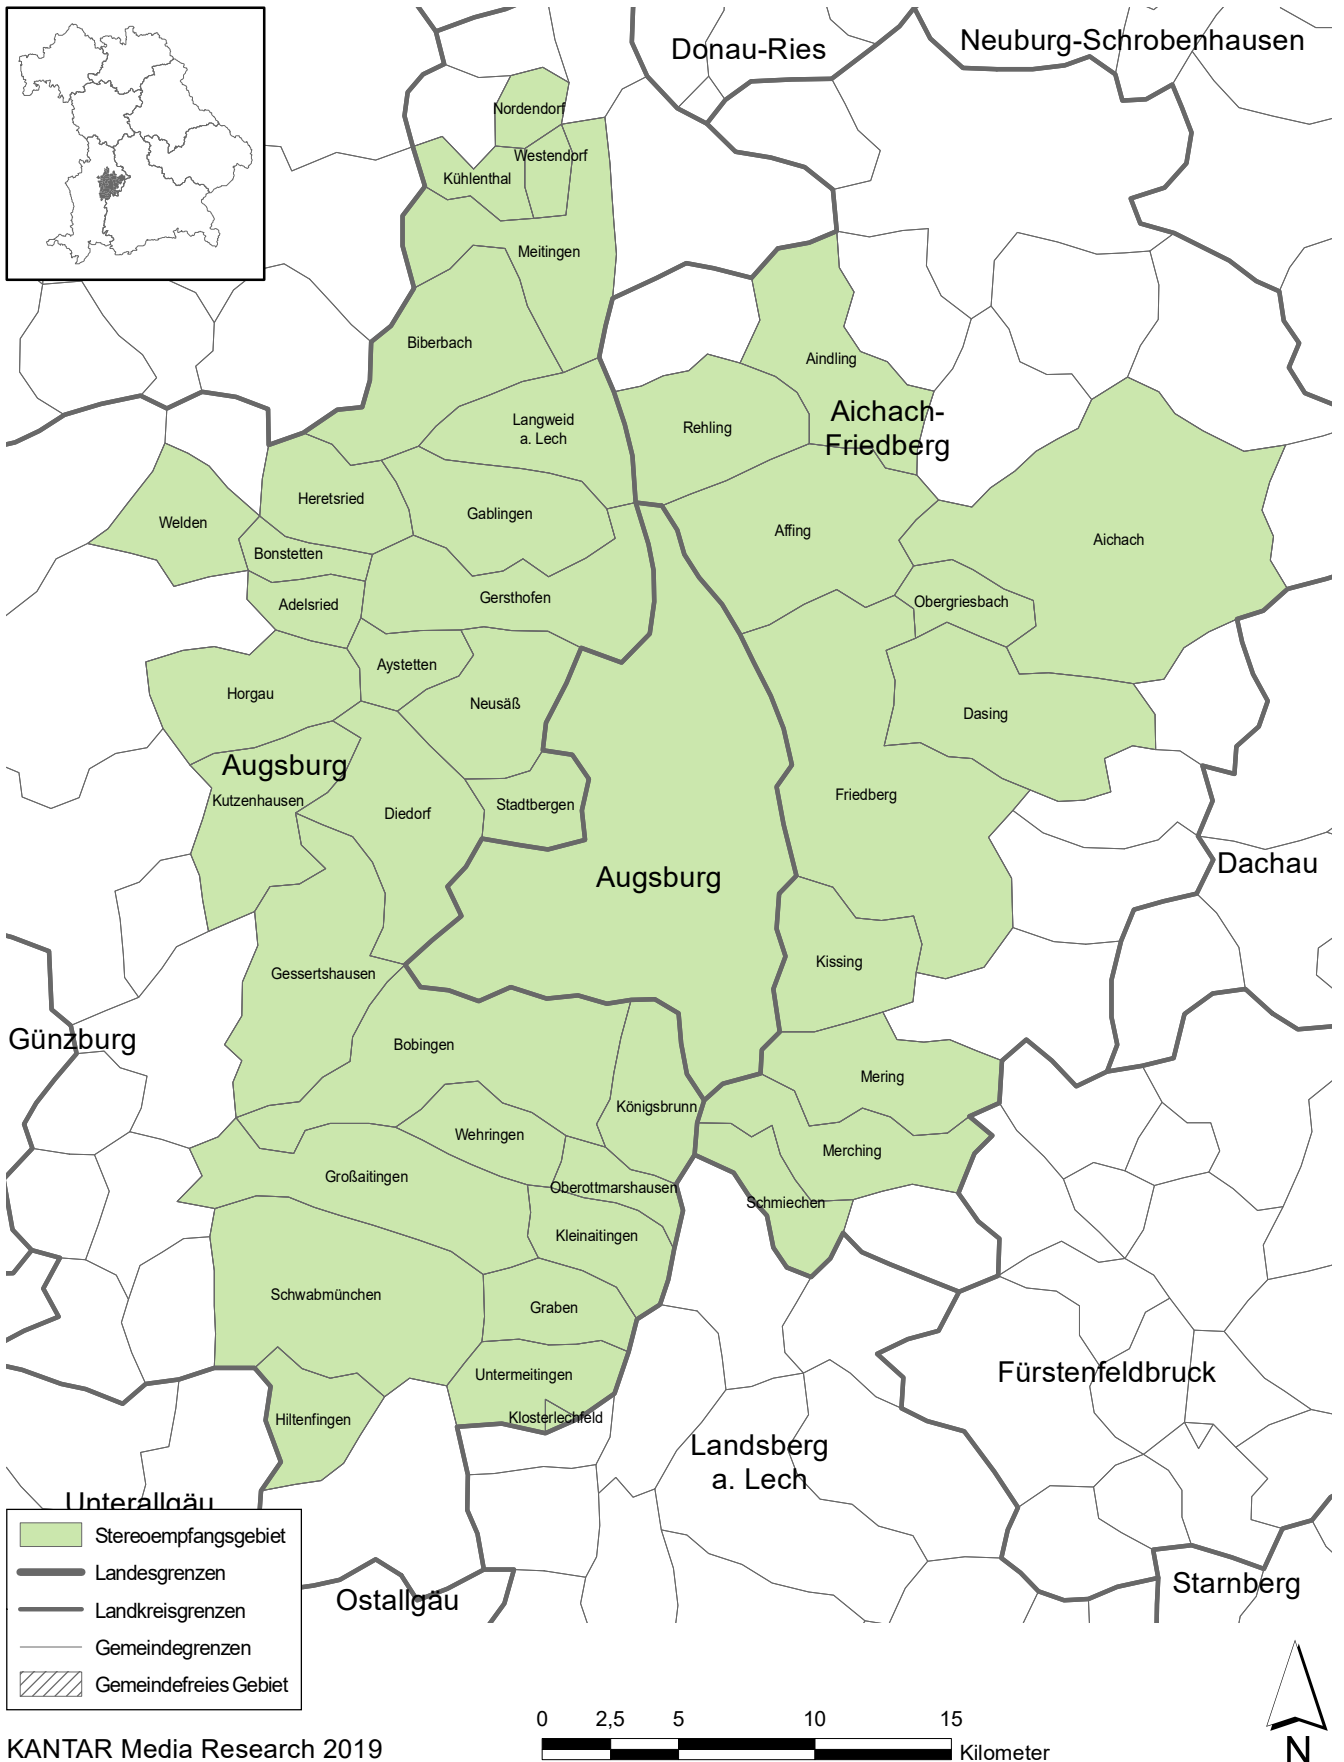 Donau-Ries
Neuburg-Schrobenhausen
Nordendorf
Westendorf
Kühlenthal
Meitingen
Biberbach
Aindling
Langweid
a. Lech
Rehling
Aichach-
Friedberg
Heretsried
Welden
Gablingen
Affing
Aichach
Bonstetten
Gersthofen
Adelsried
Obergriesbach
Aystetten
Horgau
Neusäß
Dasing
Augsburg
Kutzenhausen
Diedorf
Stadtbergen
Friedberg
Augsburg
Dachau
Gessertshausen
Kissing
Günzburg
Bobingen
Mering
Königsbrunn
Wehringen
Merching
Großaitingen
Oberottmarshausen
Schmiechen
Kleinaitingen
Schwabmünchen
Graben
Untermeitingen
Fürstenfeldbruck
Hiltenfingen
Klosterlechfeld
Landsberg
a. Lech
Unterallgäu
Ostallgäu
Starnberg
Stereoempfangsgebiet
Landesgrenzen
Landkreisgrenzen
Gemeindegrenzen
Gemeindefreies Gebiet
0 2,5 5 10 15
Kilometer
N
KANTAR Media Research 2019